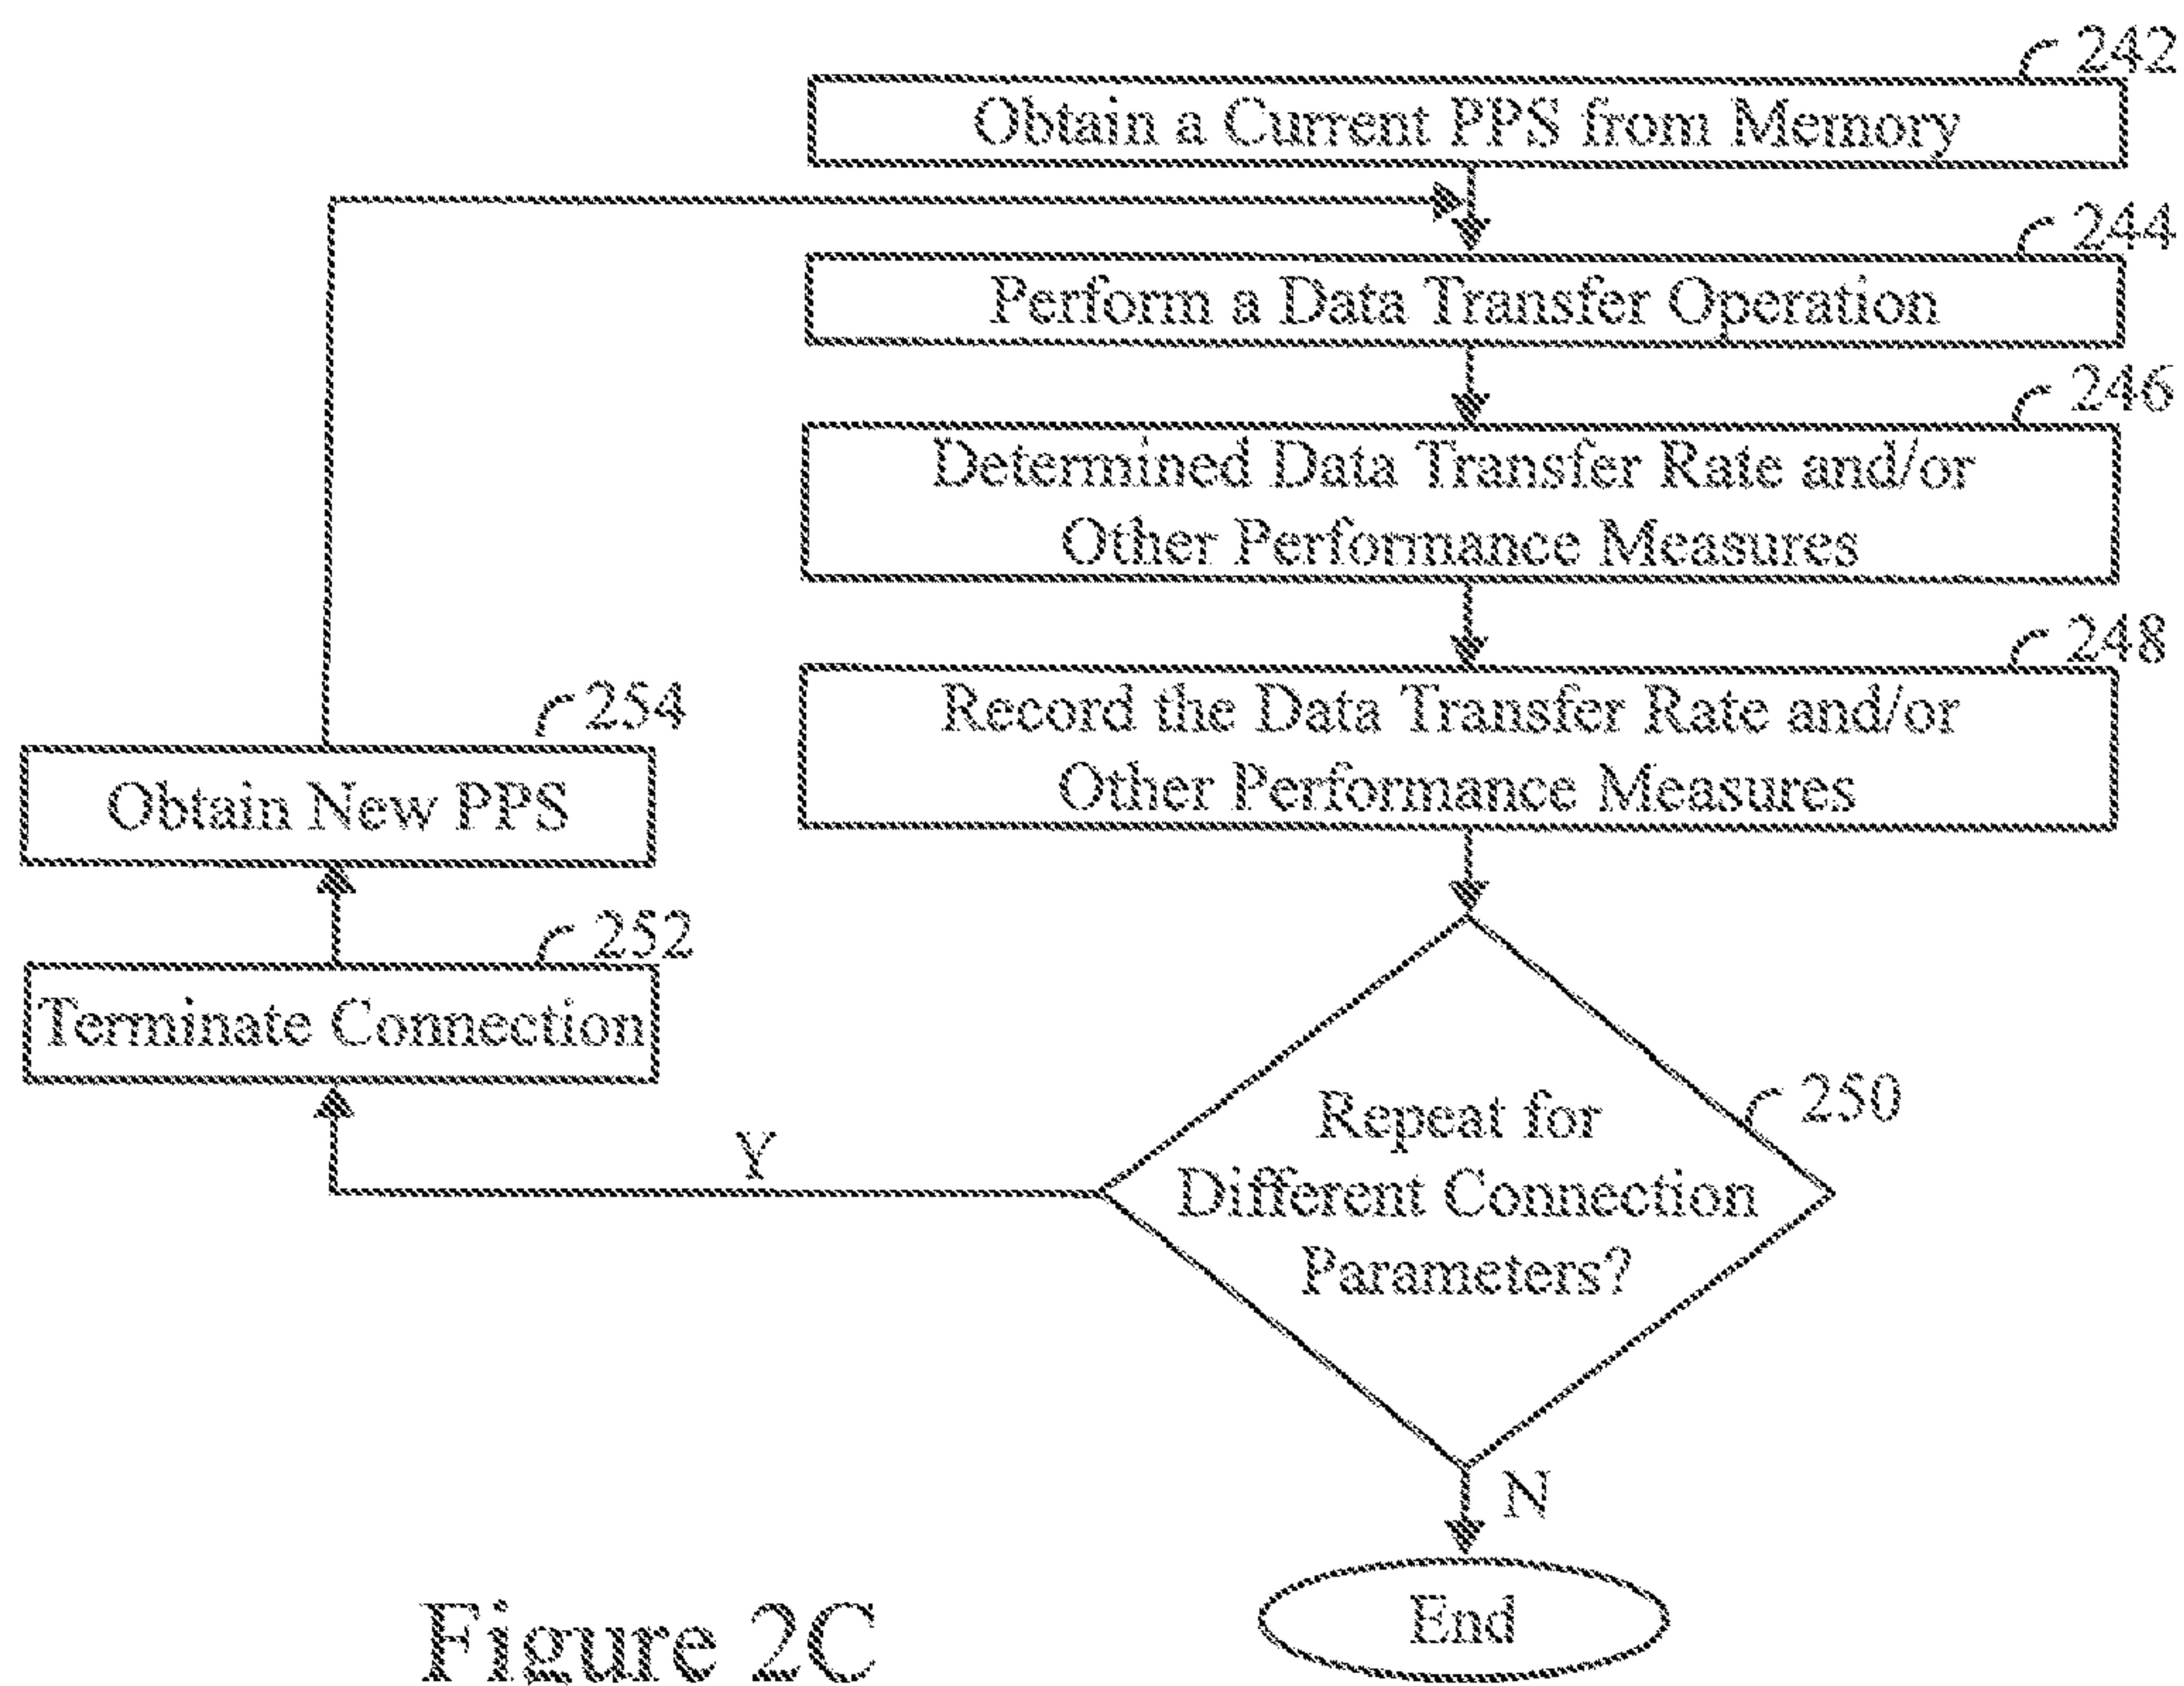 242
Obtain a Current PPS from Memory
244
Perform a Data Transfer Operation
246
Determined Data Transfer Rate and/or
Other Performance Measures
248
Record the Data Transfer Rate and/or
Other Performance Measures
254
Obtain New PPS
252
Terminate Connection
Y
250
Repeat for
Different Connection
Parameters?
N
End
Figure 2C